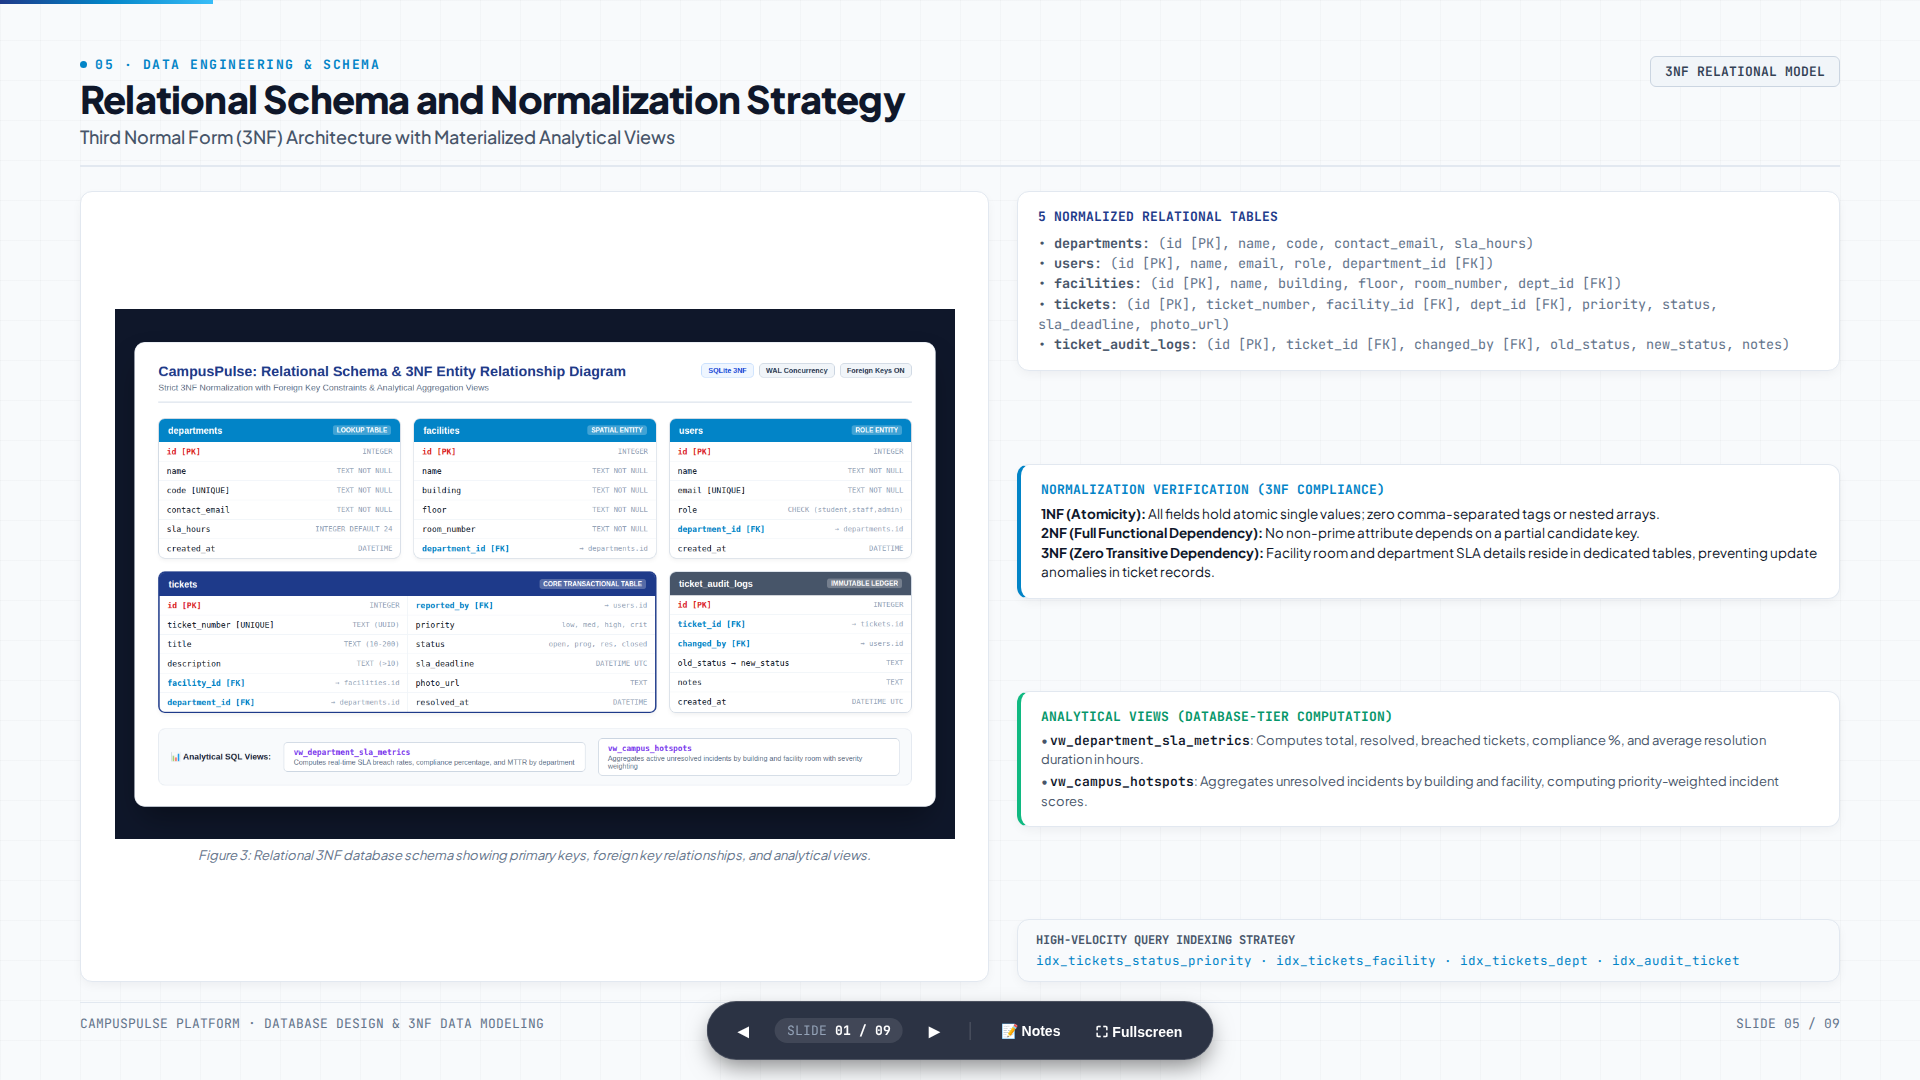 05 · DATA ENGINEERING & SCHEMA
Relational Schema and Normalization Strategy
Third Normal Form (3NF) Architecture with Materialized Analytical Views
3NF RELATIONAL MODEL
CampusPulse: Relational Schema & 3NF Entity Relationship Diagram
Strict 3NF Normalization with Foreign Key Constraints & Analytical Aggregation Views
SQLite 3NF
WAL Concurrency
Foreign Keys ON
departments LOOKUP TABLE
id [PK] INTEGER
name TEXT NOT NULL
code [UNIQUE] TEXT NOT NULL
contact_email TEXT NOT NULL
sla_hours INTEGER DEFAULT 24
created_at DATETIME
facilities SPATIAL ENTITY
id [PK] INTEGER
name TEXT NOT NULL
building TEXT NOT NULL
floor TEXT NOT NULL
room_number TEXT NOT NULL
department_id [FK] → departments.id
users ROLE ENTITY
id [PK] INTEGER
name TEXT NOT NULL
email [UNIQUE] TEXT NOT NULL
role CHECK (student,staff,admin)
department_id [FK] → departments.id
created_at DATETIME
tickets CORE TRANSACTIONAL TABLE
id [PK] INTEGER
ticket_number [UNIQUE] TEXT (UUID)
title TEXT (10-200)
description TEXT (>10)
facility_id [FK] → facilities.id
department_id [FK] → departments.id
reported_by [FK] → users.id
priority low, med, high, crit
status open, prog, res, closed
sla_deadline DATETIME UTC
photo_url TEXT
resolved_at DATETIME
ticket_audit_logs IMMUTABLE LEDGER
id [PK] INTEGER
ticket_id [FK] → tickets.id
changed_by [FK] → users.id
old_status → new_status TEXT
notes TEXT
created_at DATETIME UTC
📊 Analytical SQL Views:
vw_department_sla_metrics
Computes real-time SLA breach rates, compliance percentage, and MTTR by department
vw_campus_hotspots
Aggregates active unresolved incidents by building and facility room with severity
weighting
Figure 3: Relational 3NF database schema showing primary keys, foreign key relationships, and analytical views.
5 NORMALIZED RELATIONAL TABLES
• departments: (id [PK], name, code, contact_email, sla_hours)
• users: (id [PK], name, email, role, department_id [FK])
• facilities: (id [PK], name, building, floor, room_number, dept_id [FK])
• tickets: (id [PK], ticket_number, facility_id [FK], dept_id [FK], priority, status,
sla_deadline, photo_url)
• ticket_audit_logs: (id [PK], ticket_id [FK], changed_by [FK], old_status, new_status, notes)
NORMALIZATION VERIFICATION (3NF COMPLIANCE)
1NF (Atomicity): All fields hold atomic single values; zero comma-separated tags or nested arrays.
2NF (Full Functional Dependency): No non-prime attribute depends on a partial candidate key.
3NF (Zero Transitive Dependency): Facility room and department SLA details reside in dedicated tables, preventing update
anomalies in ticket records.
ANALYTICAL VIEWS (DATABASE-TIER COMPUTATION)
• vw_department_sla_metrics: Computes total, resolved, breached tickets, compliance %, and average resolution
duration in hours.
• vw_campus_hotspots: Aggregates unresolved incidents by building and facility, computing priority-weighted incident
scores.
HIGH-VELOCITY QUERY INDEXING STRATEGY
idx_tickets_status_priority · idx_tickets_facility · idx_tickets_dept · idx_audit_ticket
CAMPUSPULSE PLATFORM · DATABASE DESIGN & 3NF DATA MODELING
◀ SLIDE 01 / 09 ▶ 📝 Notes ⛶ Fullscreen
SLIDE 05 / 09